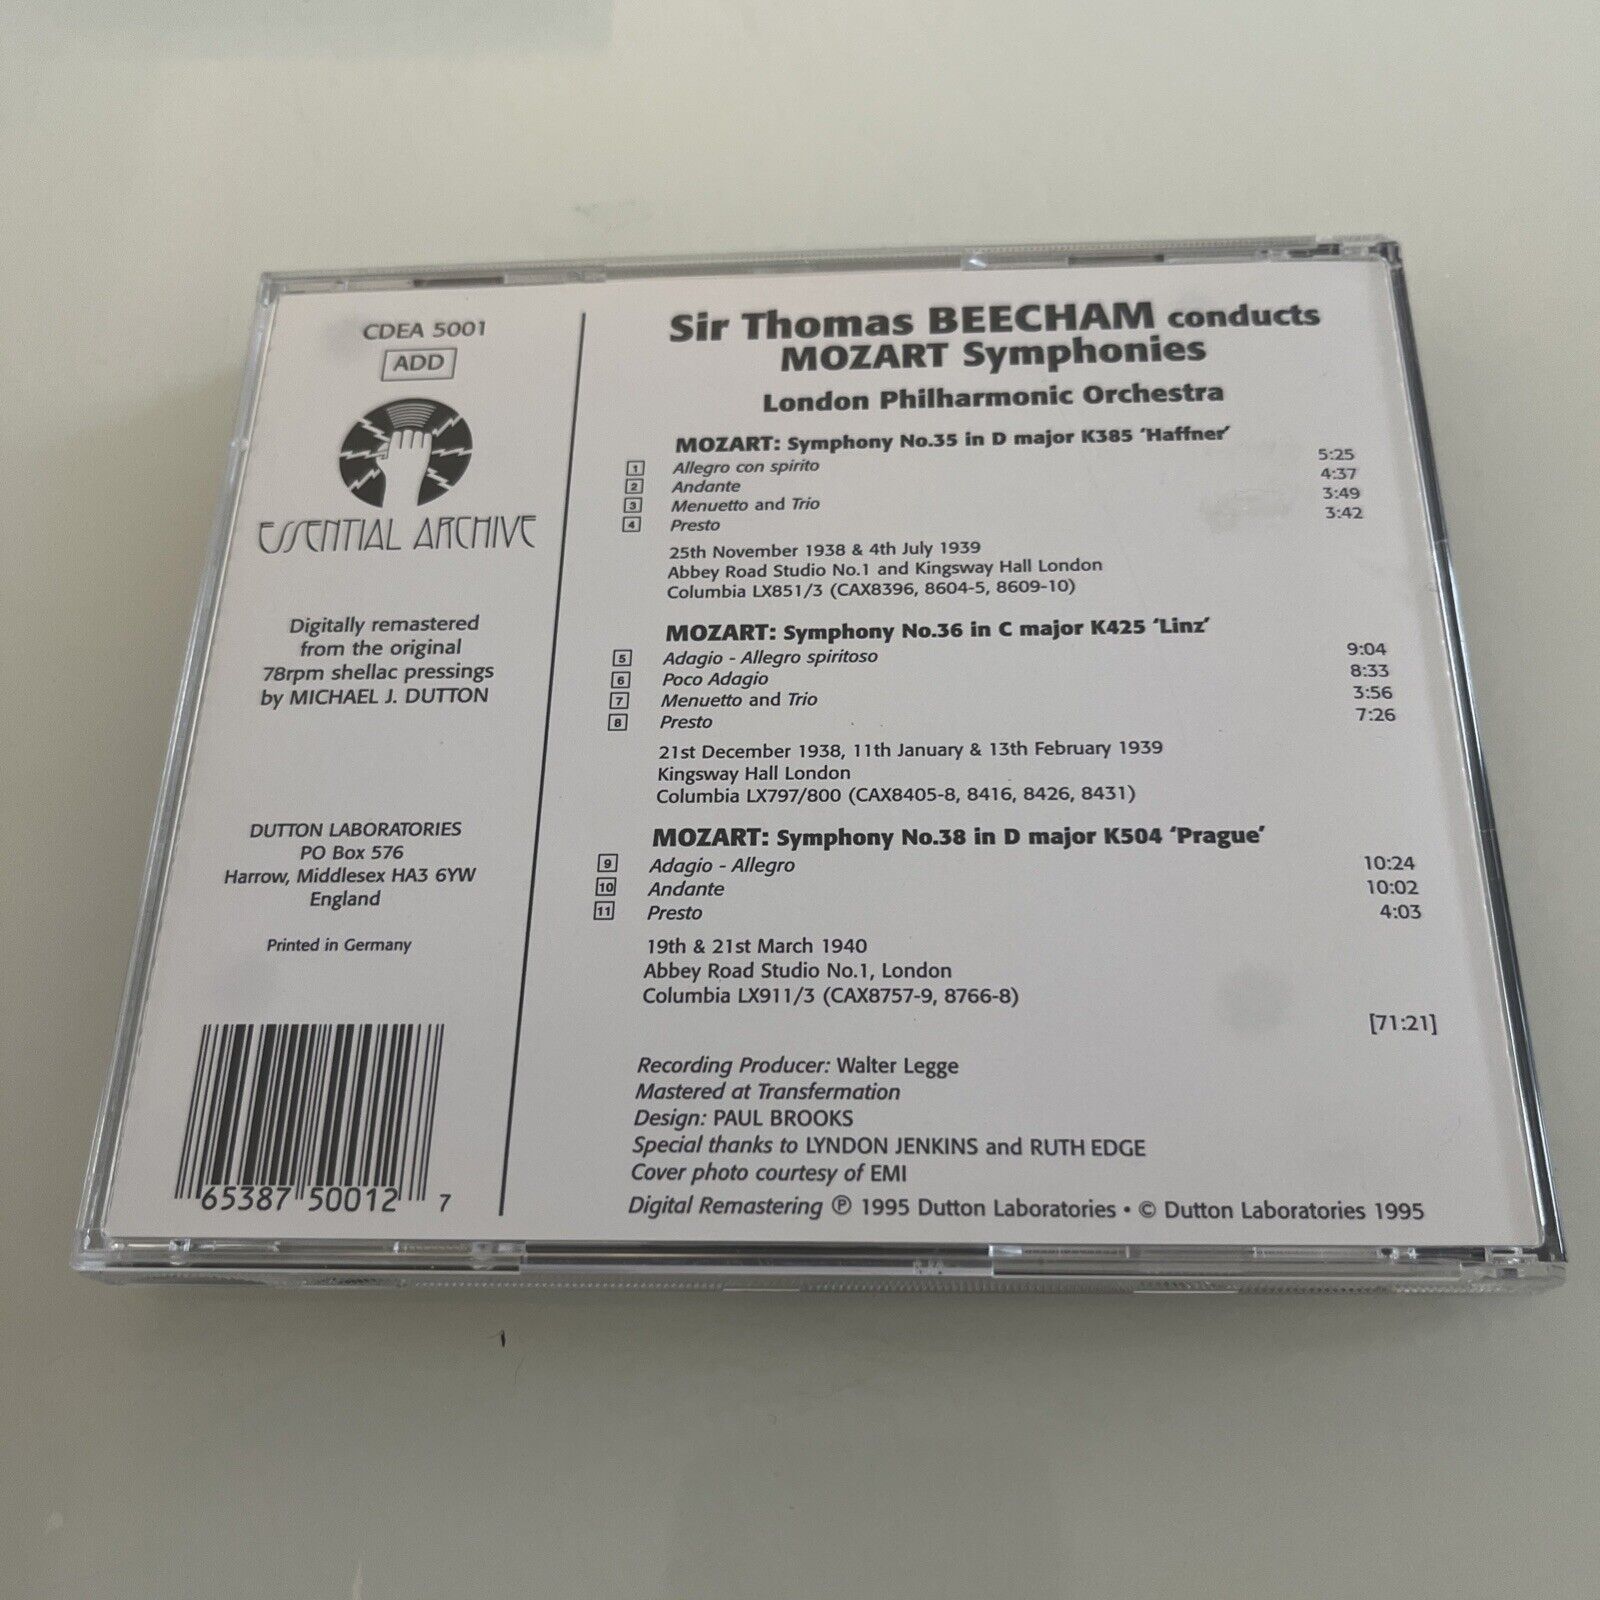 CDEA 5001
ADD
ESSENTIAL ARCHIVE
Digitally remastered
from the original
78rpm shellac pressings
by MICHAEL J. DUTTON
DUTTON LABORATORIES
PO Box 576
Harrow, Middlesex HA3 6YW
England
Printed in Germany
65387 50012 7
Sir Thomas BEECHAM conducts
MOZART Symphonies
London Philharmonic Orchestra
MOZART: Symphony No.35 in D major K385 ‘Haffner’
1 Allegro con spirito 5:25
2 Andante 4:37
3 Menuetto and Trio 3:49
4 Presto 3:42
25th November 1938 & 4th July 1939
Abbey Road Studio No.1 and Kingsway Hall London
Columbia LX851/3 (CAX8396, 8604-5, 8609-10)
MOZART: Symphony No.36 in C major K425 ‘Linz’
5 Adagio - Allegro spiritoso 9:04
6 Poco Adagio 8:33
7 Menuetto and Trio 3:56
8 Presto 7:26
21st December 1938, 11th January & 13th February 1939
Kingsway Hall London
Columbia LX797/800 (CAX8405-8, 8416, 8426, 8431)
MOZART: Symphony No.38 in D major K504 ‘Prague’
9 Adagio - Allegro 10:24
10 Andante 10:02
11 Presto 4:03
19th & 21st March 1940
Abbey Road Studio No.1, London
Columbia LX911/3 (CAX8757-9, 8766-8)
[71:21]
Recording Producer: Walter Legge
Mastered at Transfermation
Design: PAUL BROOKS
Special thanks to LYNDON JENKINS and RUTH EDGE
Cover photo courtesy of EMI
Digital Remastering ℗ 1995 Dutton Laboratories • © Dutton Laboratories 1995